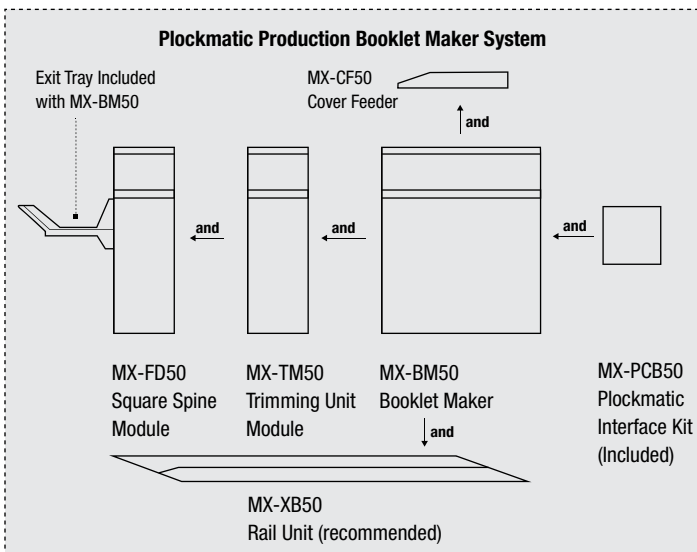 Plockmatic Production Booklet Maker System
Exit Tray Included
with MX-BM50
MX-CF50
Cover Feeder
and
and
and
and
MX-FD50
Square Spine
Module
MX-TM50
Trimming Unit
Module
MX-BM50
Booklet Maker
MX-PCB50
Plockmatic
Interface Kit
(Included)
and
MX-XB50
Rail Unit (recommended)